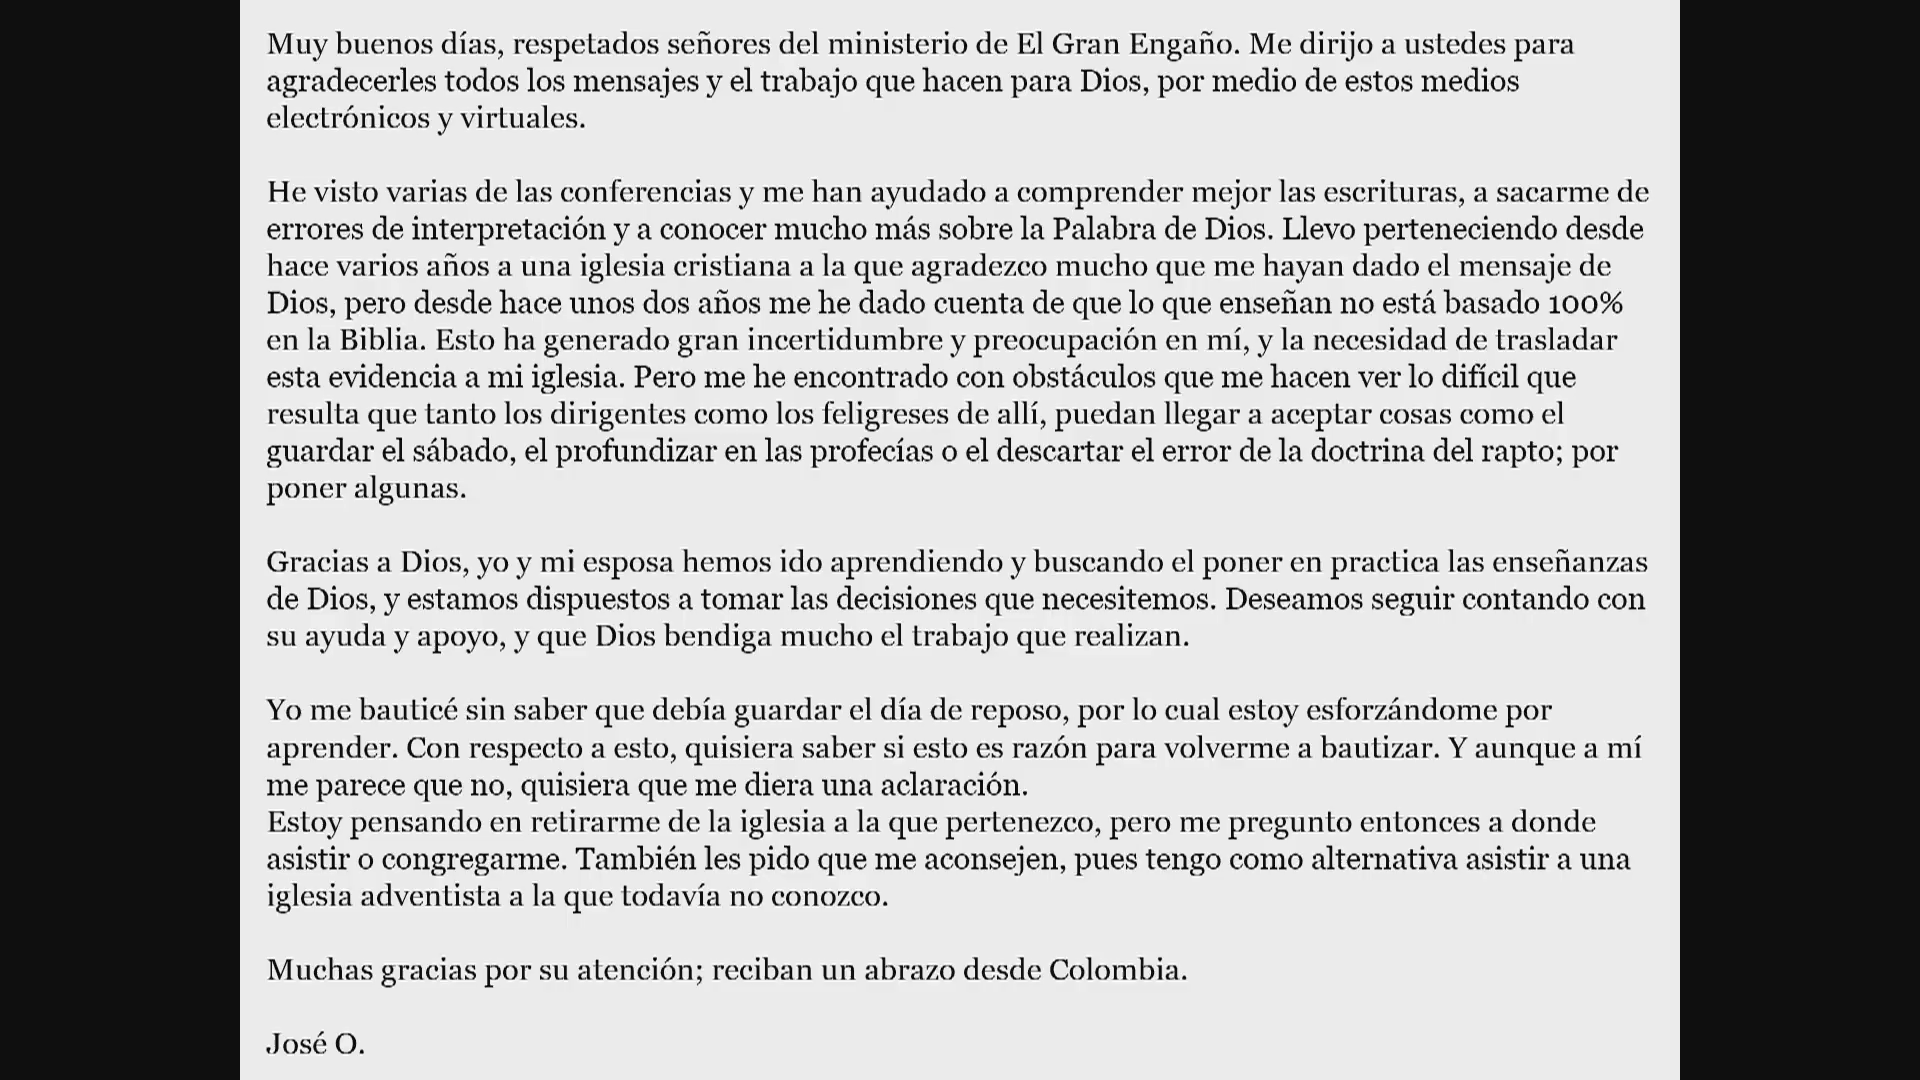 Muy buenos días, respetados señores del ministerio de El Gran Engaño. Me dirijo a ustedes para
agradecerles todos los mensajes y el trabajo que hacen para Dios, por medio de estos medios
electrónicos y virtuales.
He visto varias de las conferencias y me han ayudado a comprender mejor las escrituras, a sacarme de
errores de interpretación y a conocer mucho más sobre la Palabra de Dios. Llevo perteneciendo desde
hace varios años a una iglesia cristiana a la que agradezco mucho que me hayan dado el mensaje de
Dios, pero desde hace unos dos años me he dado cuenta de que lo que enseñan no está basado 100%
en la Biblia. Esto ha generado gran incertidumbre y preocupación en mí, y la necesidad de trasladar
esta evidencia a mi iglesia. Pero me he encontrado con obstáculos que me hacen ver lo difícil que
resulta que tanto los dirigentes como los feligreses de allí, puedan llegar a aceptar cosas como el
guardar el sábado, el profundizar en las profecías o el descartar el error de la doctrina del rapto; por
poner algunas.
Gracias a Dios, yo y mi esposa hemos ido aprendiendo y buscando el poner en practica las enseñanzas
de Dios, y estamos dispuestos a tomar las decisiones que necesitemos. Deseamos seguir contando con
su ayuda y apoyo, y que Dios bendiga mucho el trabajo que realizan.
Yo me bauticé sin saber que debía guardar el día de reposo, por lo cual estoy esforzándome por
aprender. Con respecto a esto, quisiera saber si esto es razón para volverme a bautizar. Y aunque a mí
me parece que no, quisiera que me diera una aclaración.
Estoy pensando en retirarme de la iglesia a la que pertenezco, pero me pregunto entonces a donde
asistir o congregarme. También les pido que me aconsejen, pues tengo como alternativa asistir a una
iglesia adventista a la que todavía no conozco.
Muchas gracias por su atención; reciban un abrazo desde Colombia.
José O.